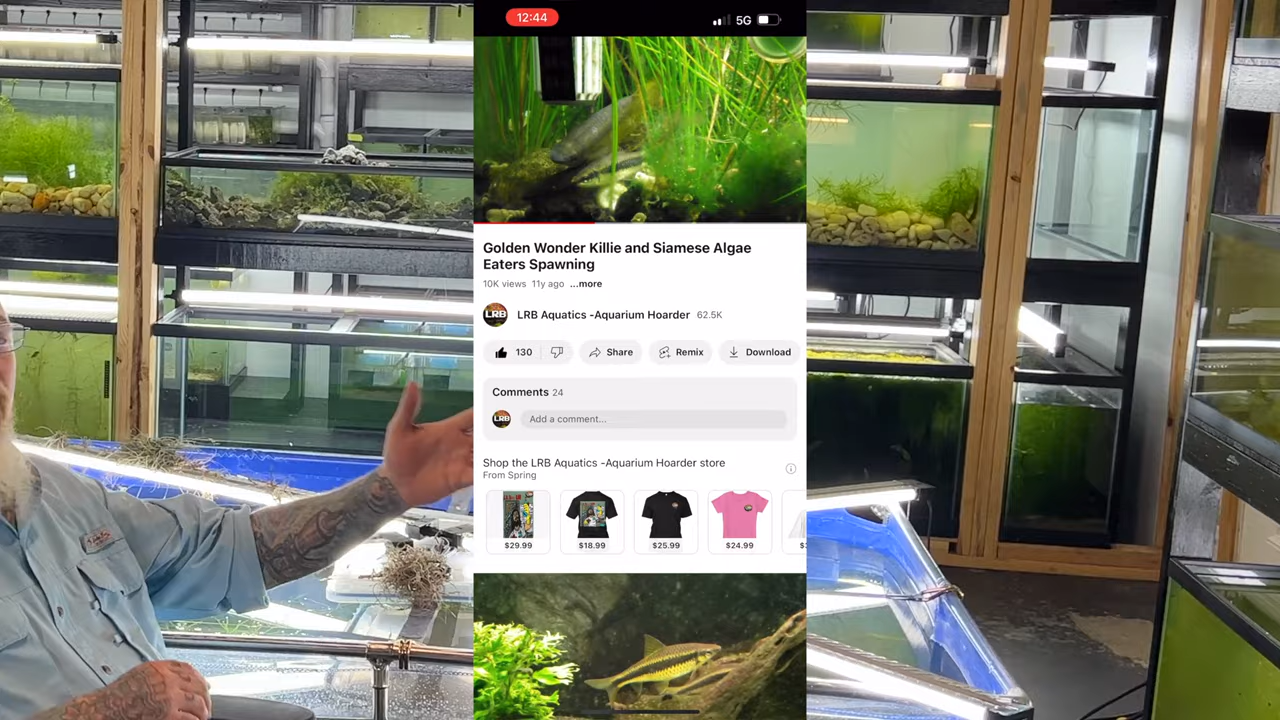 12:44
5G
Golden Wonder Killie and Siamese Algae
Eaters Spawning
10K views 11y ago ...more
LRB
LRB Aquatics -Aquarium Hoarder 62.5K
130
Share
Remix
Download
Comments 24
LRB
Add a comment...
Shop the LRB Aquatics -Aquarium Hoarder store
From Spring
$29.99
$18.99
$25.99
$24.99